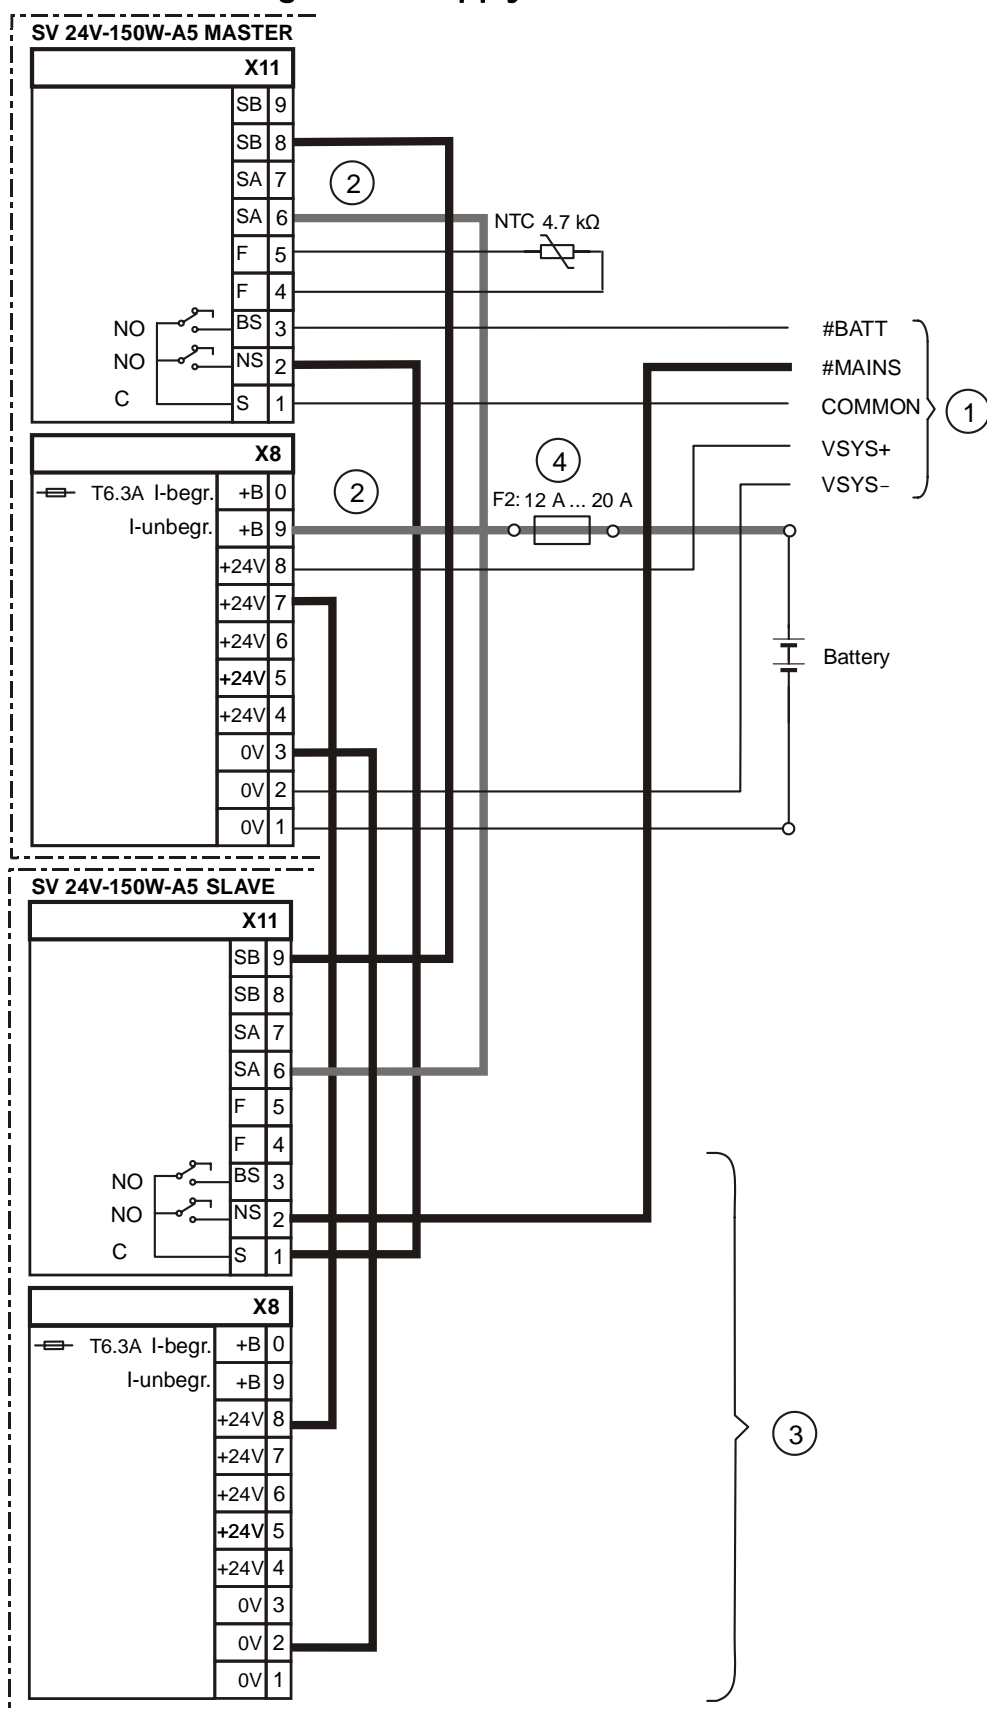 SV 24V-150W-A5 MASTER
X11
SB 9
SB 8
SA 7
2
SA 6
NTC 4.7 kΩ
F 5
F 4
NO BS 3 #BATT
NO NS 2 #MAINS
C S 1 COMMON
1
X8
VSYS+
4
VSYS−
T6.3A I-begr. +B 0
2
F2: 12 A ... 20 A
I-unbegr. +B 9
+24V 8
+24V 7
+24V 6
Battery
+24V 5
+24V 4
0V 3
0V 2
0V 1
SV 24V-150W-A5 SLAVE
X11
SB 9
SB 8
SA 7
SA 6
F 5
F 4
NO BS 3
NO NS 2
C S 1
X8
T6.3A I-begr. +B 0
I-unbegr. +B 9
+24V 8
3
+24V 7
+24V 6
+24V 5
+24V 4
0V 3
0V 2
0V 1